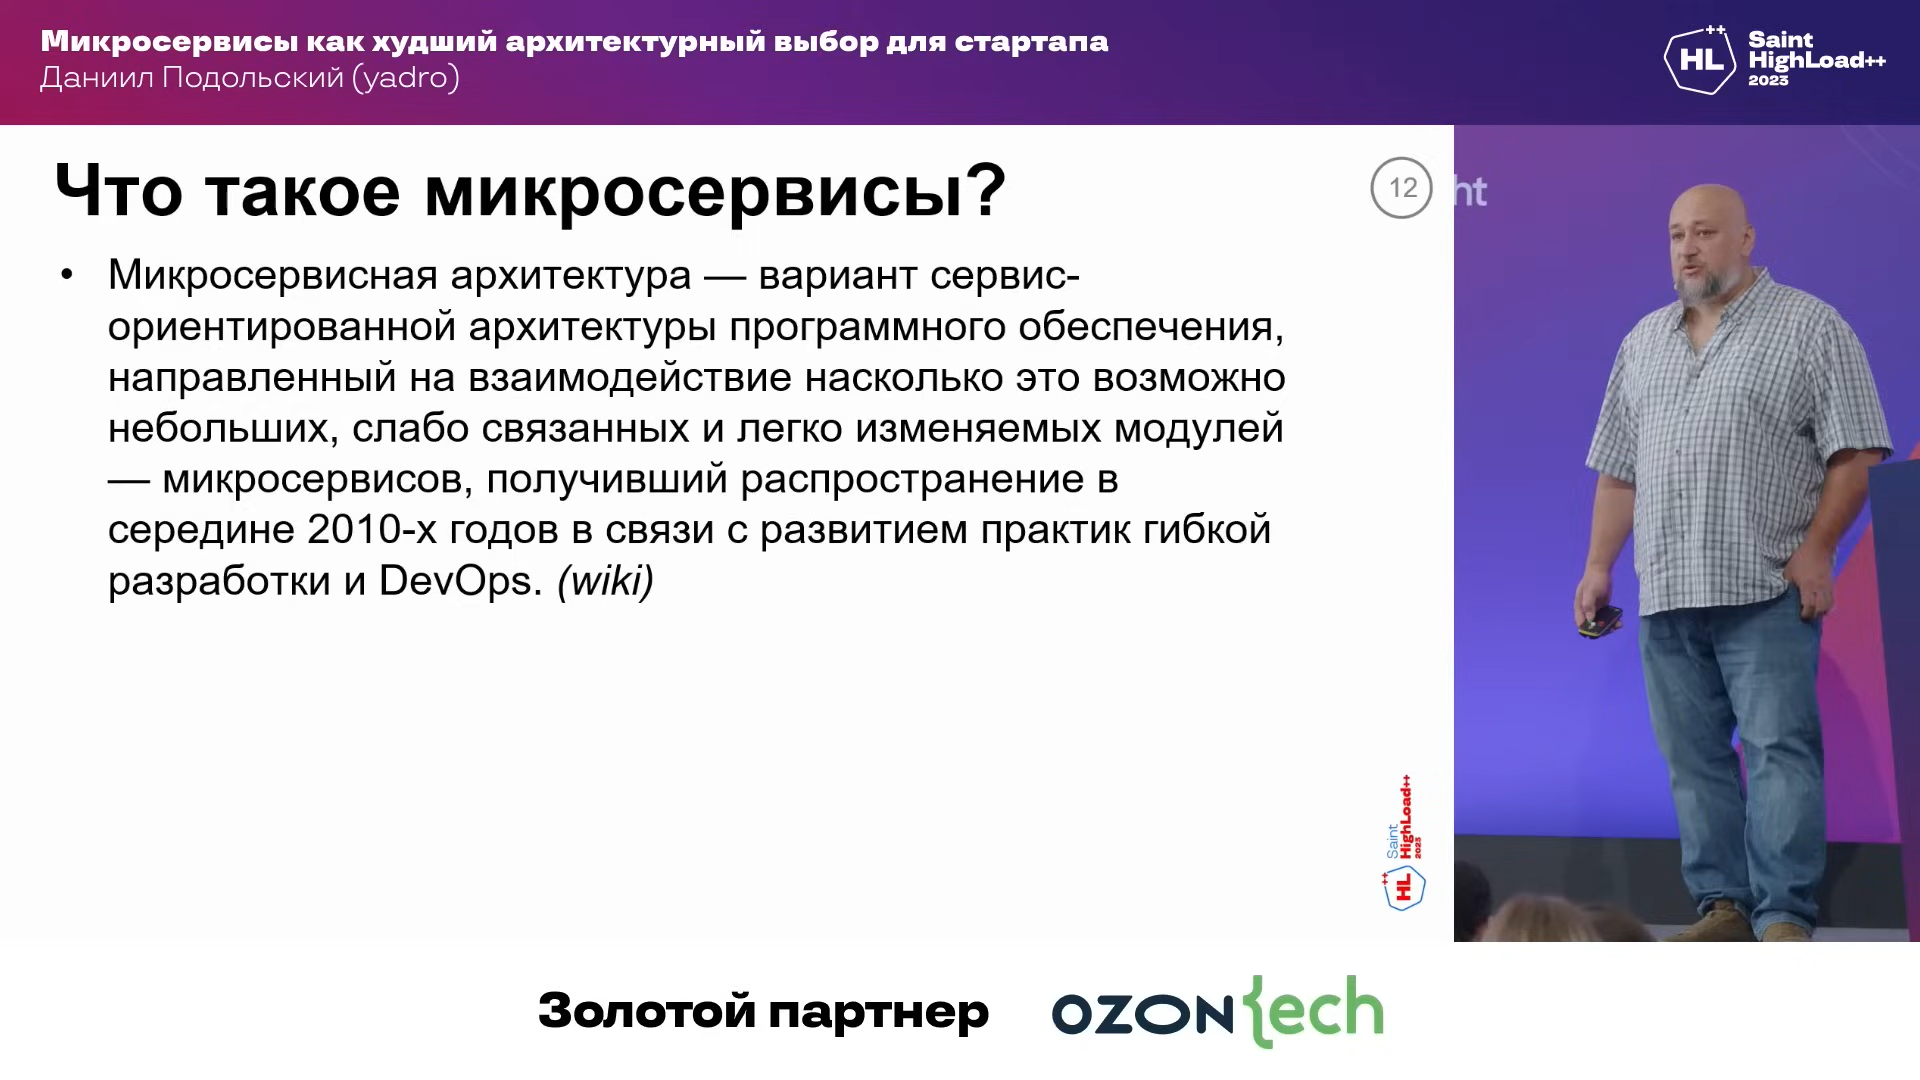 Микросервисы как худший архитектурный выбор для стартапа
Даниил Подольский (yadro)
HL++
Saint
HighLoad++
2023
Что такое микросервисы?
12
ht
• Микросервисная архитектура — вариант сервис-
ориентированной архитектуры программного обеспечения,
направленный на взаимодействие насколько это возможно
небольших, слабо связанных и легко изменяемых модулей
— микросервисов, получивший распространение в
середине 2010-х годов в связи с развитием практик гибкой
разработки и DevOps. (wiki)
HL++
Saint
HighLoad++
2023
Золотой партнер
OZON{ech